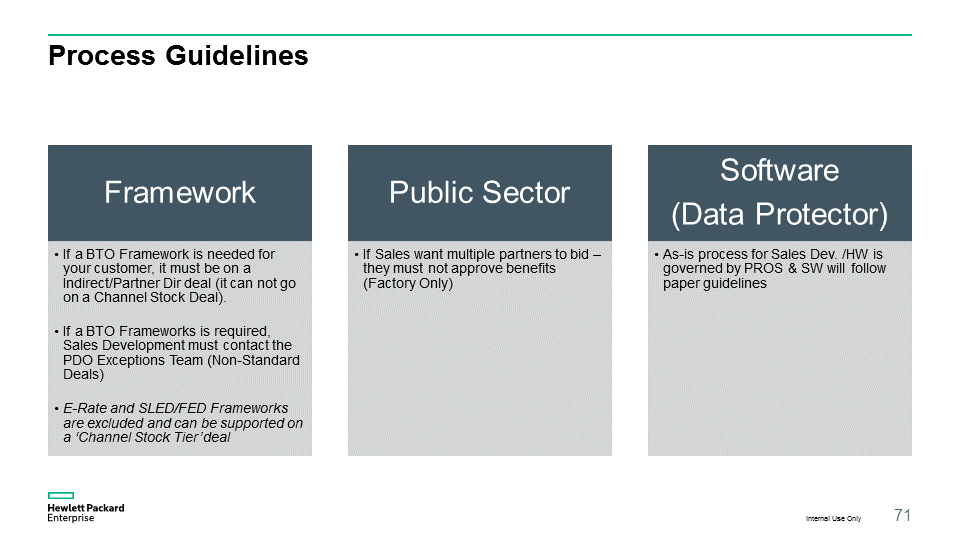 Process Guidelines
Framework
• If a BTO Framework is needed for
your customer, it must be on a
Indirect/Partner Dir deal (it can not go
on a Channel Stock Deal).
• If a BTO Frameworks is required,
Sales Development must contact the
PDO Exceptions Team (Non-Standard
Deals)
• E-Rate and SLED/FED Frameworks
are excluded and can be supported on
a ‘Channel Stock Tier’deal
Public Sector
• If Sales want multiple partners to bid –
they must not approve benefits
(Factory Only)
Software
(Data Protector)
• As-is process for Sales Dev. /HW is
governed by PROS & SW will follow
paper guidelines
Hewlett Packard
Enterprise
Internal Use Only
71